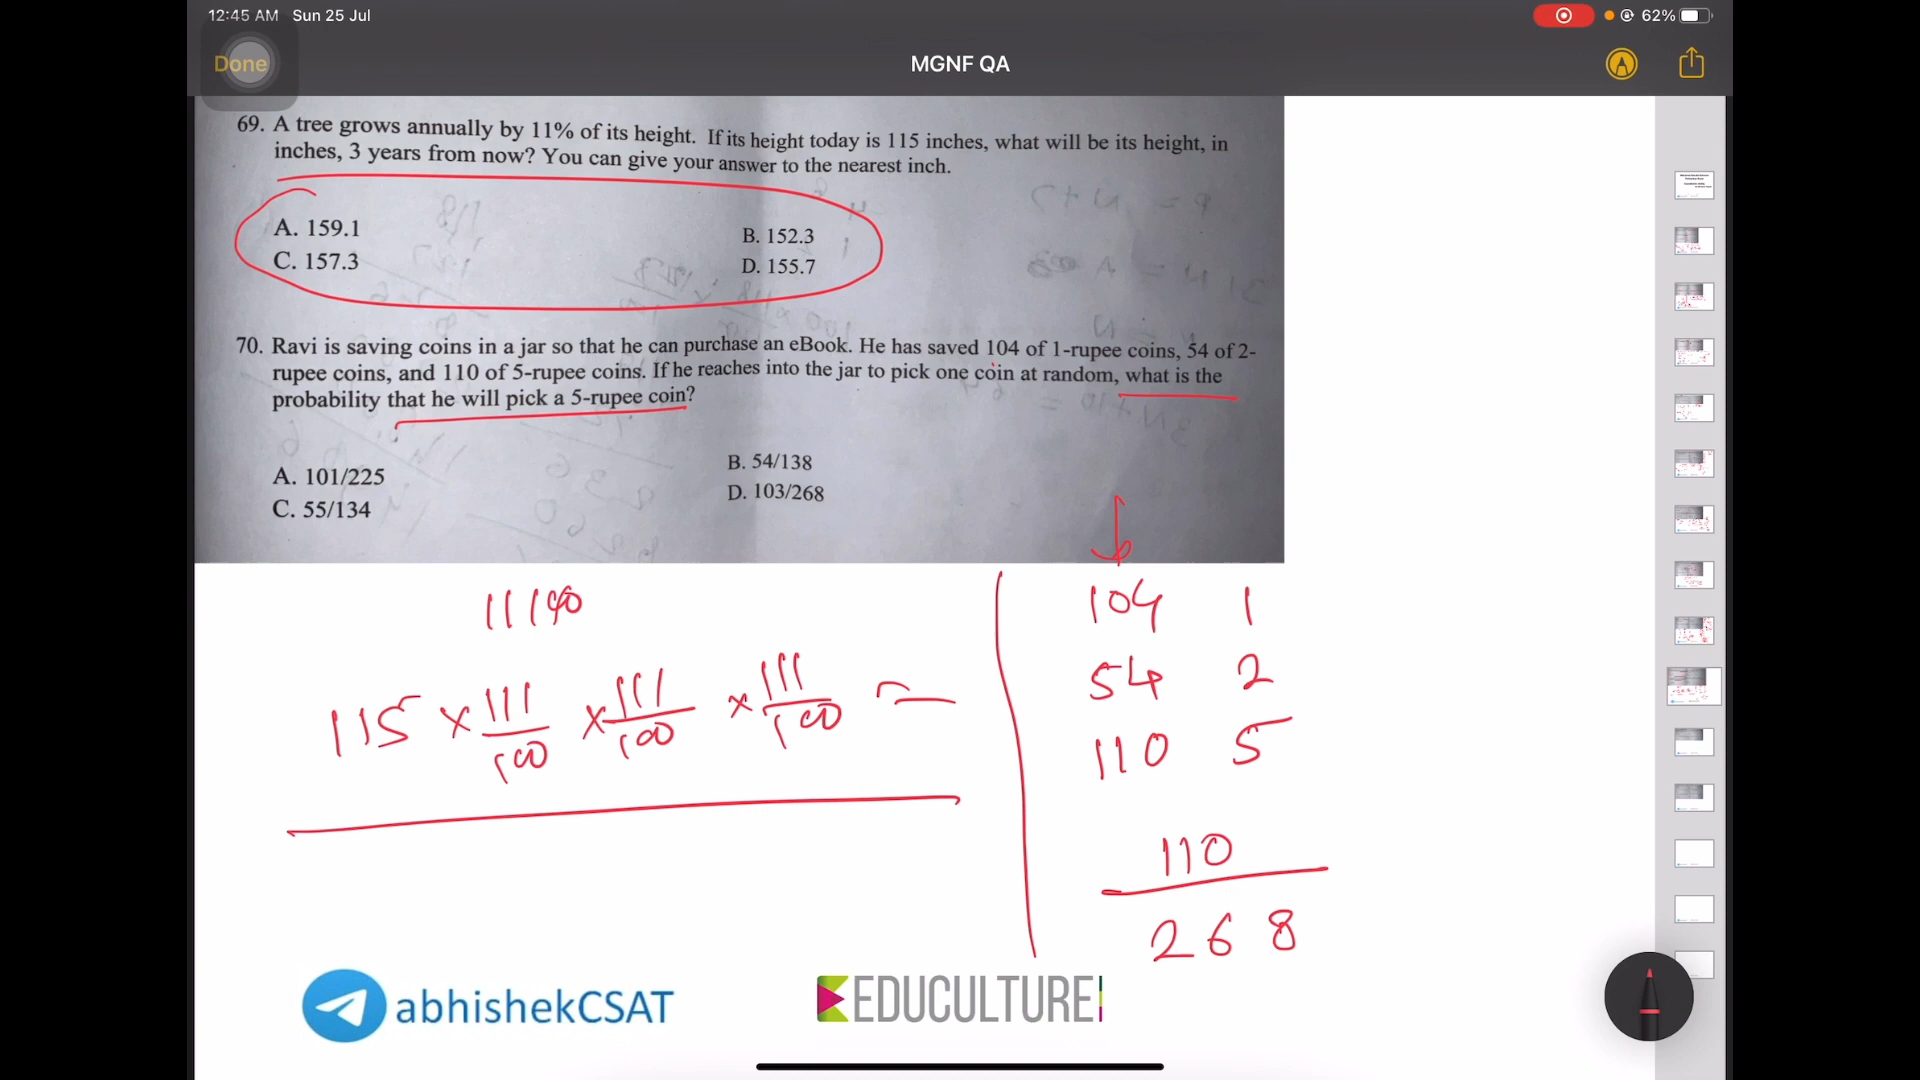 12:45 AM Sun 25 Jul
62%
Done
MGNF QA
69. A tree grows annually by 11% of its height. If its height today is 115 inches, what will be its height, in
inches, 3 years from now? You can give your answer to the nearest inch.
A. 159.1
B. 152.3
C. 157.3
D. 155.7
70. Ravi is saving coins in a jar so that he can purchase an eBook. He has saved 104 of 1-rupee coins, 54 of 2-
rupee coins, and 110 of 5-rupee coins. If he reaches into the jar to pick one coin at random, what is the
probability that he will pick a 5-rupee coin?
A. 101/225
B. 54/138
C. 55/134
D. 103/268
115 × 111/100 × 111/100 × 111/100 =
104 1
54 2
110 5
110
268
abhishekCSAT
EDUCULTURE